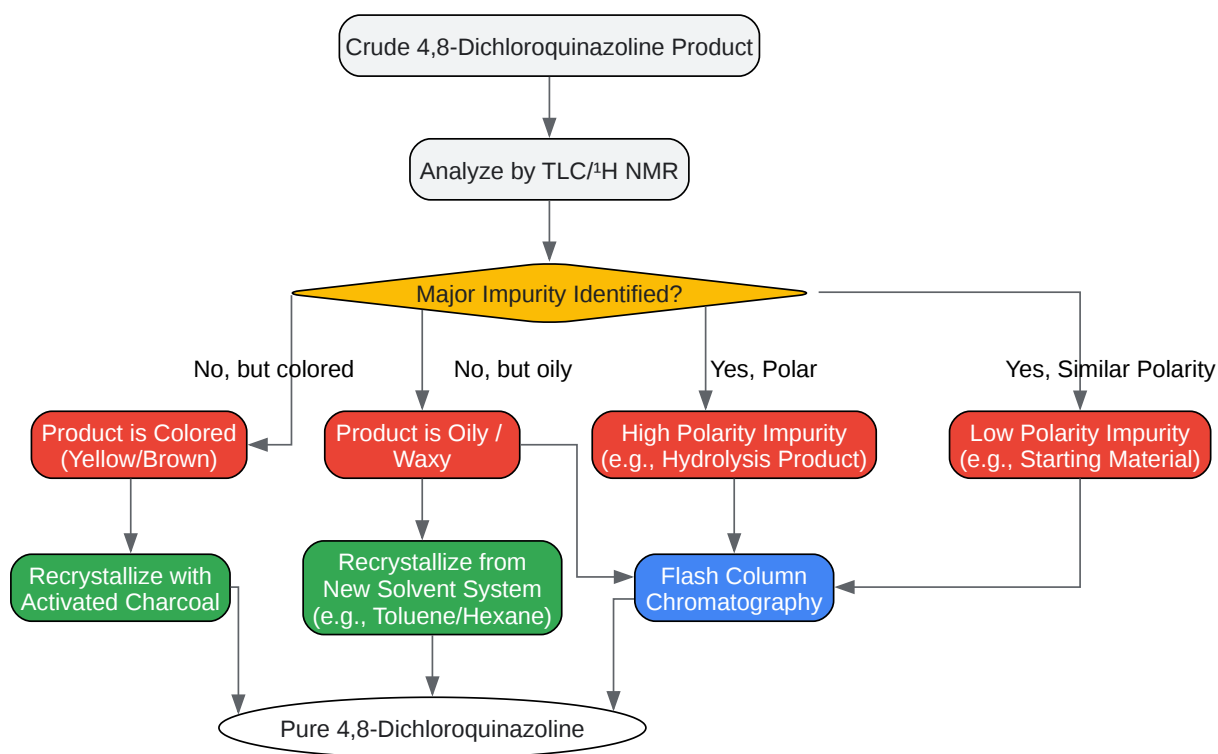 Crude 4,8-Dichloroquinazoline Product
Analyze by TLC/¹H NMR
Major Impurity Identified?
No, but colored
No, but oily
Yes, Polar
Yes, Similar Polarity
Product is Colored
(Yellow/Brown)
Product is Oily /
Waxy
High Polarity Impurity
(e.g., Hydrolysis Product)
Low Polarity Impurity
(e.g., Starting Material)
Recrystallize with
Activated Charcoal
Recrystallize from
New Solvent System
(e.g., Toluene/Hexane)
Flash Column
Chromatography
Pure 4,8-Dichloroquinazoline